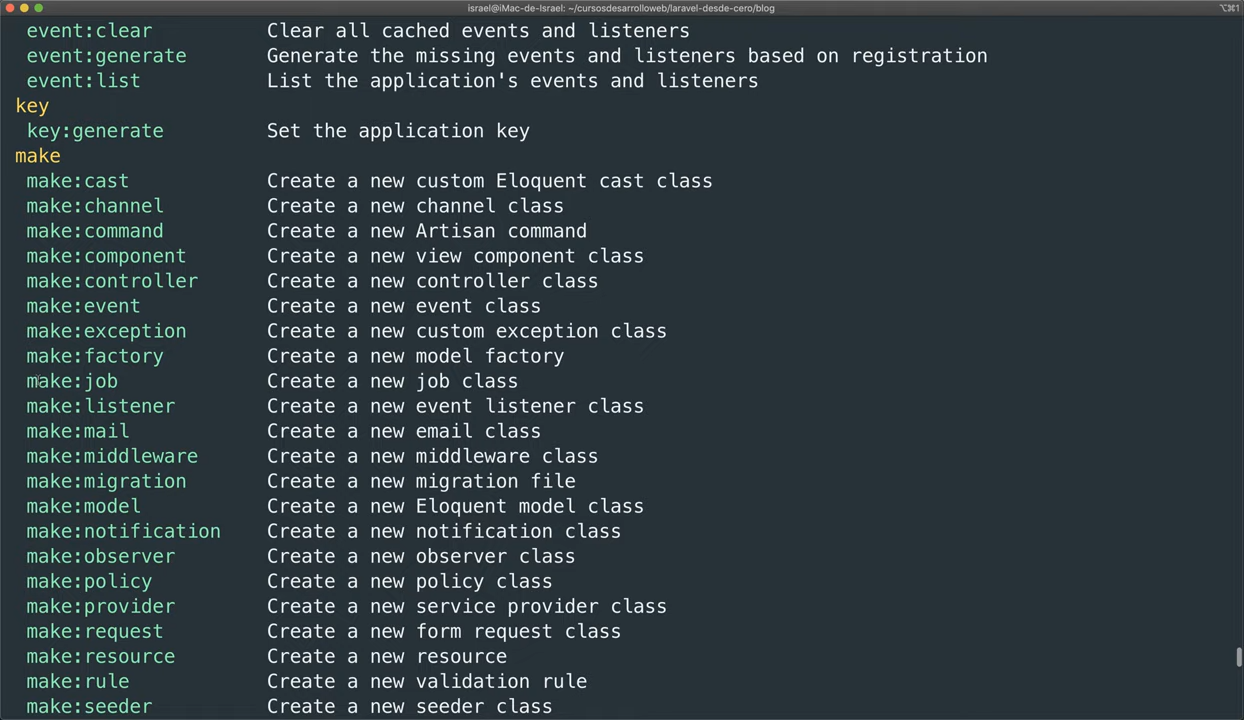 israel@iMac-de-Israel: ~/cursosdesarrolloweb/laravel-desde-cero/blog
⌥⌘1
event:clear Clear all cached events and listeners
event:generate Generate the missing events and listeners based on registration
event:list List the application's events and listeners
key
key:generate Set the application key
make
make:cast Create a new custom Eloquent cast class
make:channel Create a new channel class
make:command Create a new Artisan command
make:component Create a new view component class
make:controller Create a new controller class
make:event Create a new event class
make:exception Create a new custom exception class
make:factory Create a new model factory
make:job Create a new job class
make:listener Create a new event listener class
make:mail Create a new email class
make:middleware Create a new middleware class
make:migration Create a new migration file
make:model Create a new Eloquent model class
make:notification Create a new notification class
make:observer Create a new observer class
make:policy Create a new policy class
make:provider Create a new service provider class
make:request Create a new form request class
make:resource Create a new resource
make:rule Create a new validation rule
make:seeder Create a new seeder class